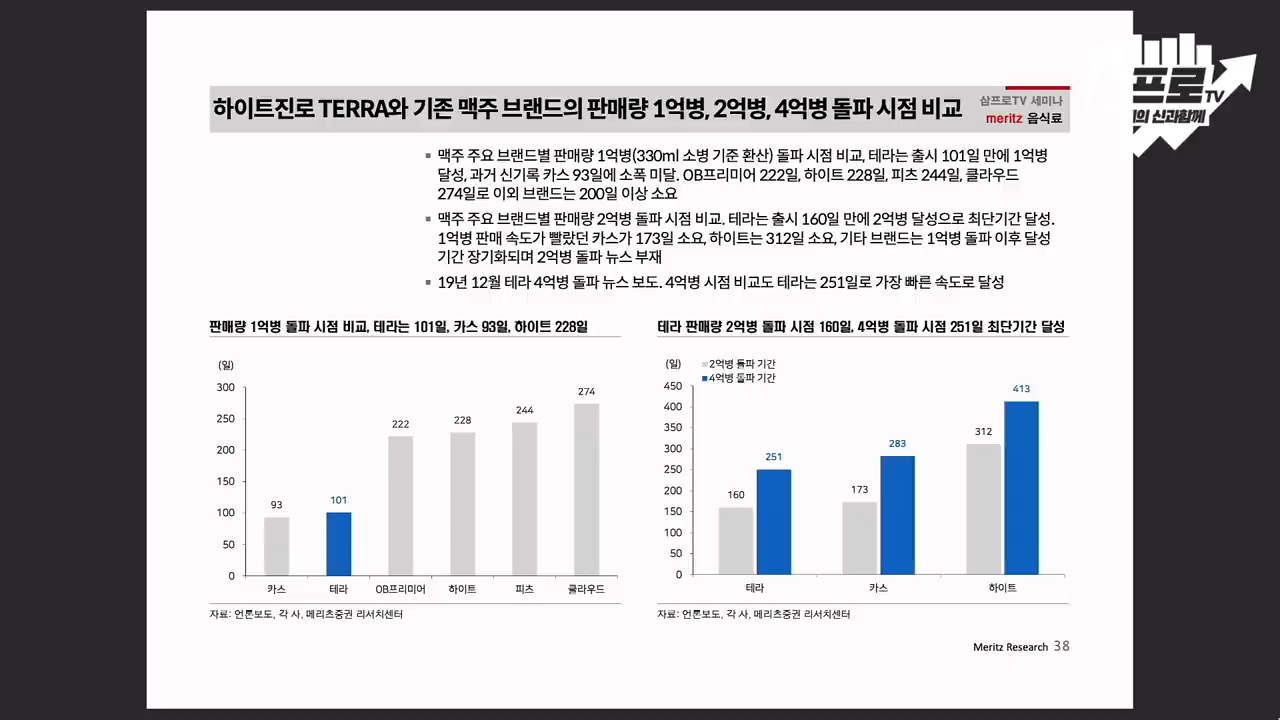 하이트진로 TERRA와 기존 맥주 브랜드의 판매량 1억병, 2억병, 4억병 돌파 시점 비교
삼프로TV 세미나
meritz 음식료
프로TV
의 신과함께
▪ 맥주 주요 브랜드별 판매량 1억병(330ml 소병 기준 환산) 돌파 시점 비교, 테라는 출시 101일 만에 1억병
달성, 과거 신기록 카스 93일에 소폭 미달. OB프리미어 222일, 하이트 228일, 피츠 244일, 클라우드
274일로 이외 브랜드는 200일 이상 소요
▪ 맥주 주요 브랜드별 판매량 2억병 돌파 시점 비교. 테라는 출시 160일 만에 2억병 달성으로 최단기간 달성.
1억병 판매 속도가 빨랐던 카스가 173일 소요, 하이트는 312일 소요, 기타 브랜드는 1억병 돌파 이후 달성
기간 장기화되며 2억병 돌파 뉴스 부재
▪ 19년 12월 테라 4억병 돌파 뉴스 보도. 4억병 시점 비교도 테라는 251일로 가장 빠른 속도로 달성
판매량 1억병 돌파 시점 비교, 테라는 101일, 카스 93일, 하이트 228일
(일)
300
250
200
150
100
50
0
93
101
222
228
244
274
카스
테라
OB프리미어
하이트
피츠
클라우드
자료: 언론보도, 각 사, 메리츠증권 리서치센터
테라 판매량 2억병 돌파 시점 160일, 4억병 돌파 시점 251일 최단기간 달성
(일)
2억병 돌파 기간
4억병 돌파 기간
450
400
350
300
250
200
150
100
50
0
160
251
173
283
312
413
테라
카스
하이트
자료: 언론보도, 각 사, 메리츠증권 리서치센터
Meritz Research 38